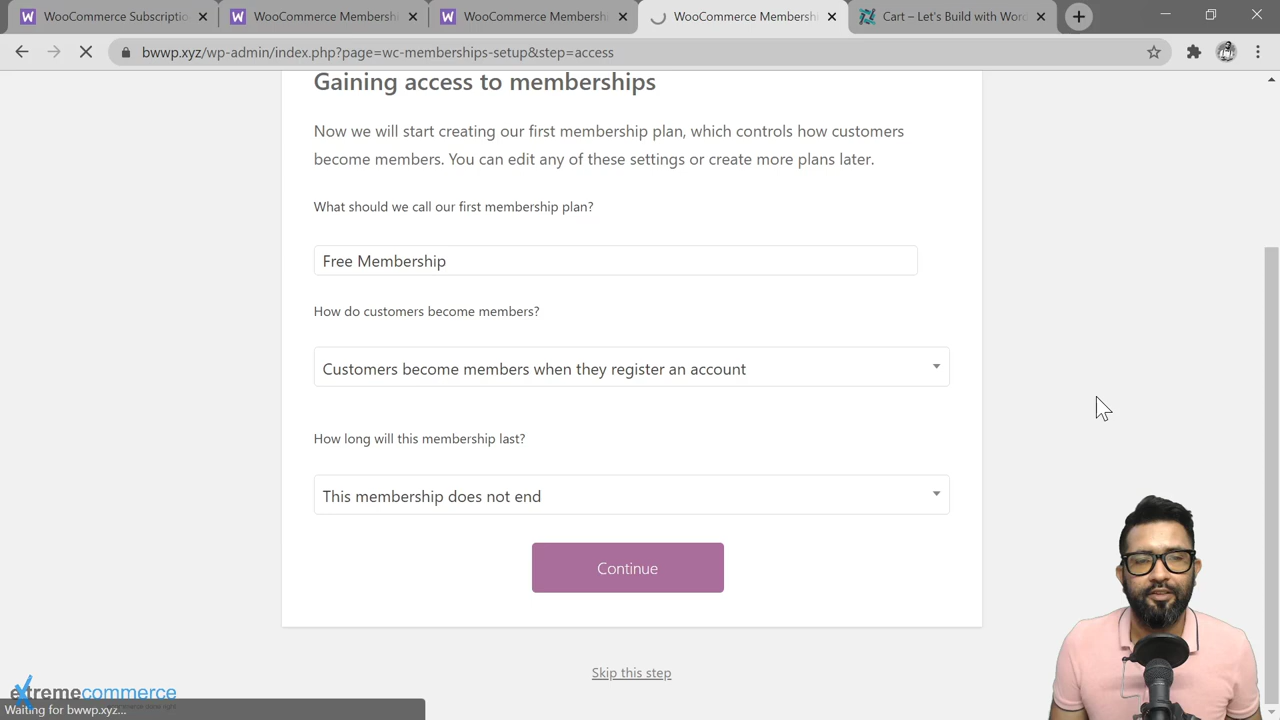 WooCommerce Subscriptio
WooCommerce Membershi
WooCommerce Membershi
WooCommerce Membershi
Cart – Let's Build with Word
bwwp.xyz/wp-admin/index.php?page=wc-memberships-setup&step=access
Gaining access to memberships
Now we will start creating our first membership plan, which controls how customers
become members. You can edit any of these settings or create more plans later.
What should we call our first membership plan?
Free Membership
How do customers become members?
Customers become members when they register an account
How long will this membership last?
This membership does not end
Continue
Skip this step
extremecommerce
Waiting for bwwp.xyz...